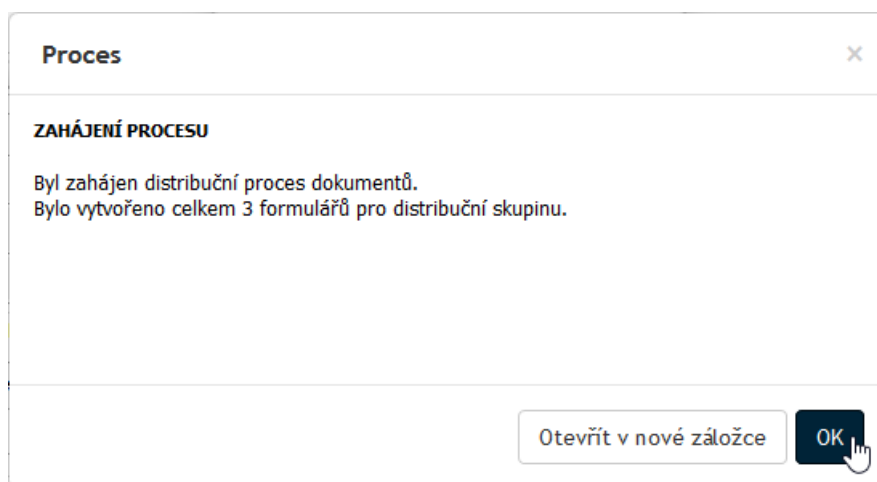 Proces ×
ZAHÁJENÍ PROCESU
Byl zahájen distribuční proces dokumentů.
Bylo vytvořeno celkem 3 formulářů pro distribuční skupinu.
Otevřít v nové záložce OK